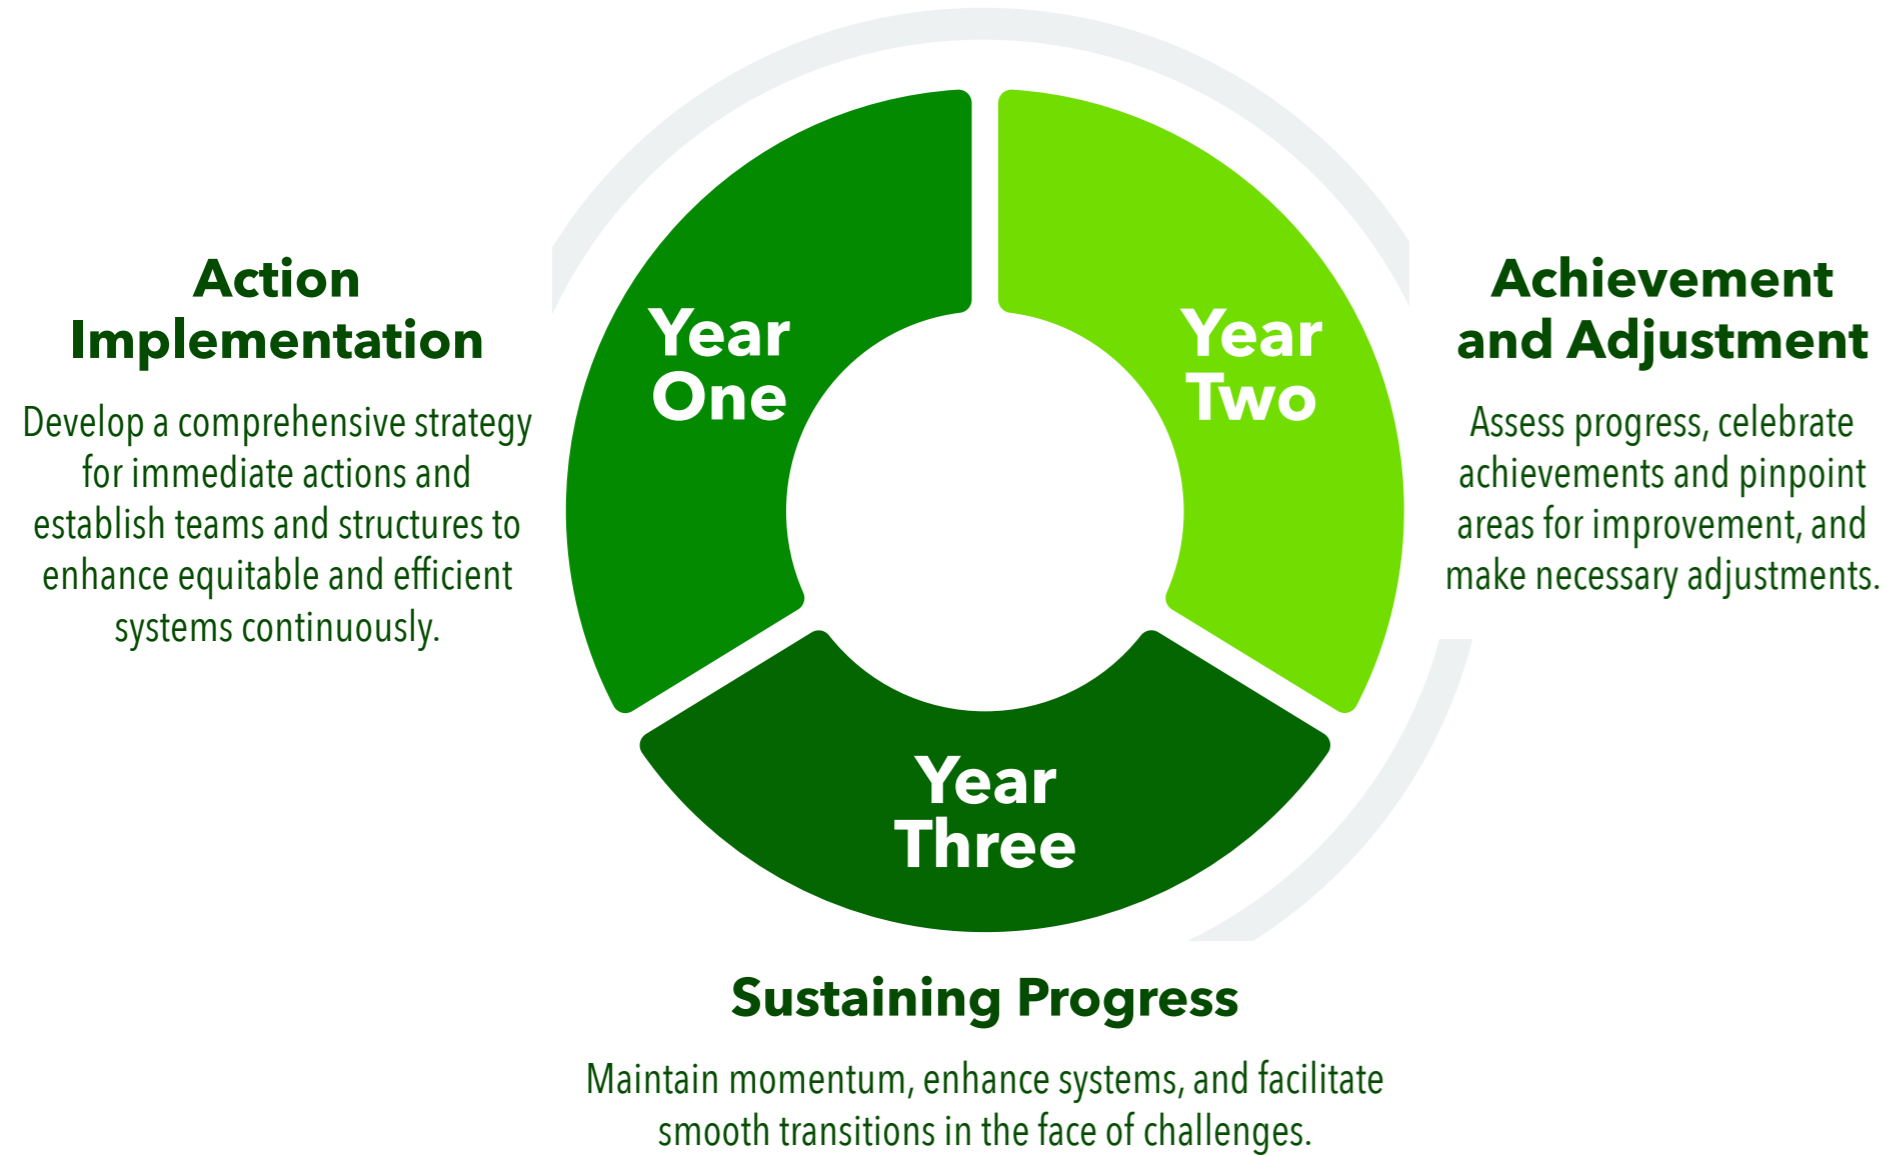 Action
Implementation
Develop a comprehensive strategy
for immediate actions and
establish teams and structures to
enhance equitable and efficient
systems continuously.
Year
One
Year
Two
Achievement
and Adjustment
Assess progress, celebrate
achievements and pinpoint
areas for improvement, and
make necessary adjustments.
Year
Three
Sustaining Progress
Maintain momentum, enhance systems, and facilitate
smooth transitions in the face of challenges.